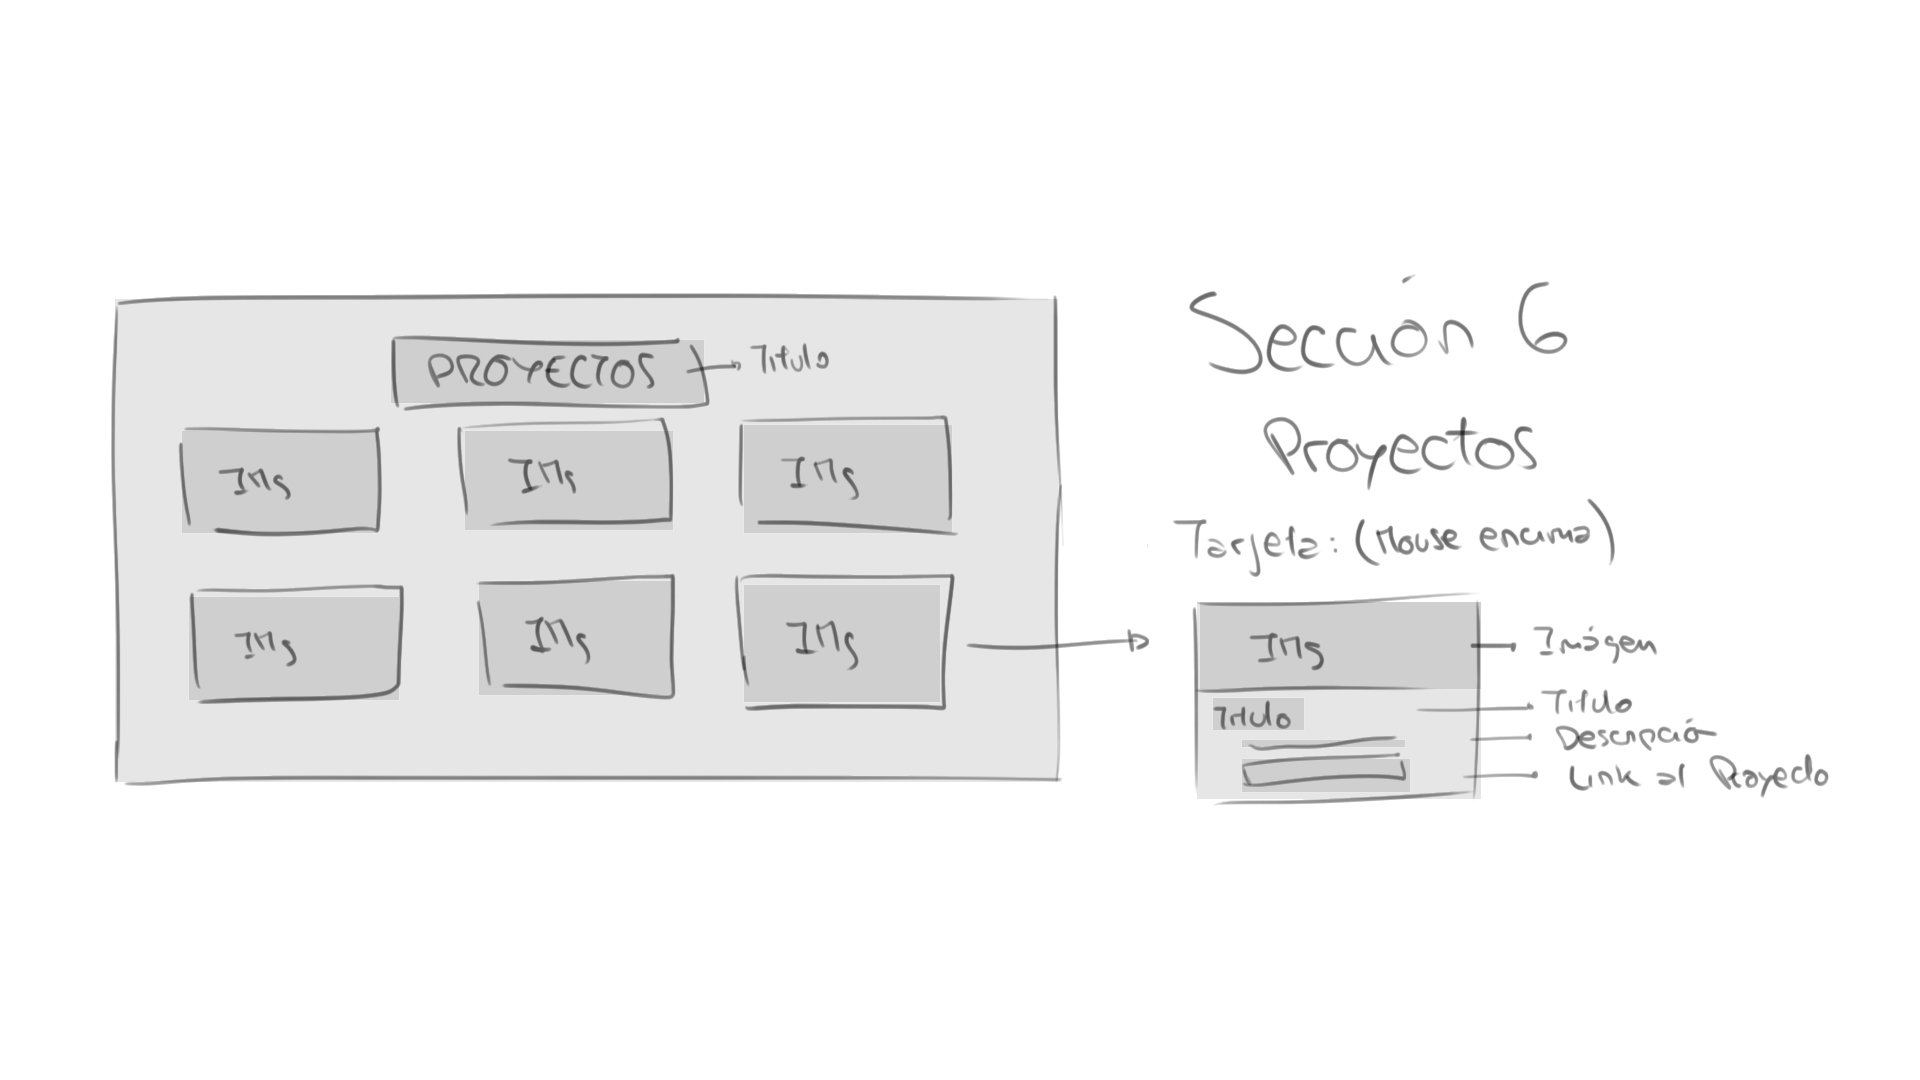 PROYECTOS
Titulo
IMg
IMg
IMg
IMg
IMg
IMg
Sección 6
Proyectos
Tarjeta: (Mouse encima)
IMg
Imágen
Titulo
Titulo
Descripción
Link al Proyecto